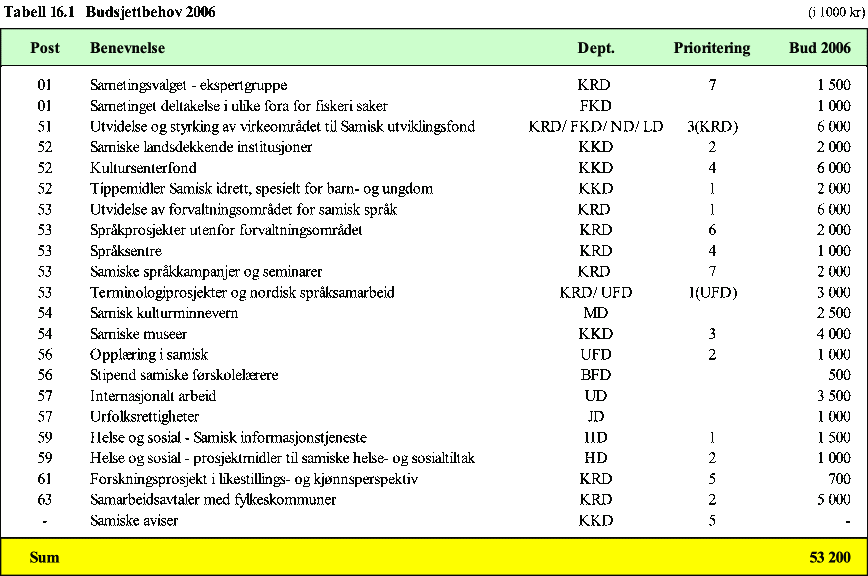 Tabell 16.1 Budsjettbehov 2006 (i 1000 kr)
Post Benevnelse Dept. Prioritering Bud 2006
01 Sametingsvalget - ekspertgruppe KRD 7 1 500
01 Sametinget deltakelse i ulike fora for fiskeri saker FKD 1 000
51 Utvidelse og styrking av virkeområdet til Samisk utviklingsfond KRD/ FKD/ ND/ LD 3(KRD) 6 000
52 Samiske landsdekkende institusjoner KKD 2 2 000
52 Kultursenterfond KKD 4 6 000
52 Tippemidler Samisk idrett, spesielt for barn- og ungdom KKD 1 2 000
53 Utvidelse av forvaltningsområdet for samisk språk KRD 1 6 000
53 Språkprosjekter utenfor forvaltningsområdet KRD 6 2 000
53 Språksentre KRD 4 1 000
53 Samiske språkkampanjer og seminarer KRD 7 2 000
53 Terminologiprosjekter og nordisk språksamarbeid KRD/ UFD 1(UFD) 3 000
54 Samisk kulturminnevern MD 2 500
54 Samiske museer KKD 3 4 000
56 Opplæring i samisk UFD 2 1 000
56 Stipend samiske førskolelærere BFD 500
57 Internasjonalt arbeid UD 3 500
57 Urfolksrettigheter JD 1 000
59 Helse og sosial - Samisk informasjonstjeneste HD 1 1 500
59 Helse og sosial - prosjektmidler til samiske helse- og sosialtiltak HD 2 1 000
61 Forskningsprosjekt i likestillings- og kjønnsperspektiv KRD 5 700
63 Samarbeidsavtaler med fylkeskommuner KRD 2 5 000
- Samiske aviser KKD 5 -
Sum 53 200